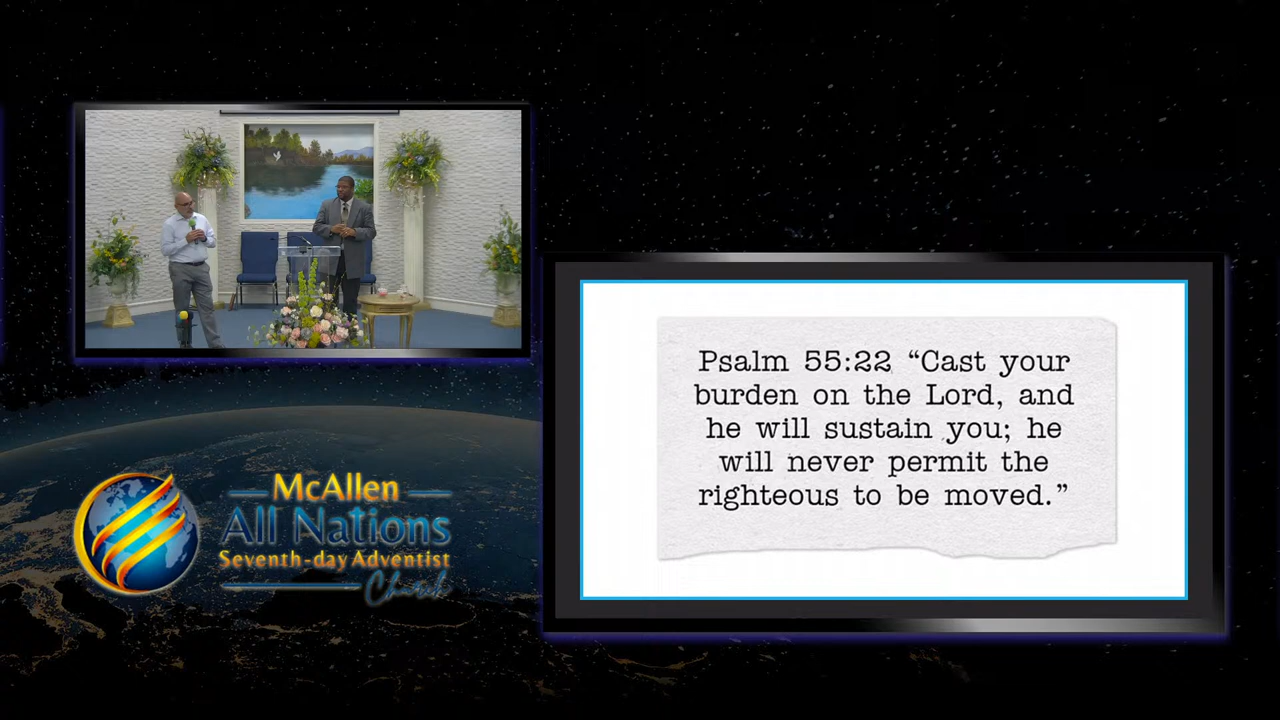 McAllen
All Nations
Seventh-day Adventist
Church
Psalm 55:22 “Cast your
burden on the Lord, and
he will sustain you; he
will never permit the
righteous to be moved.”